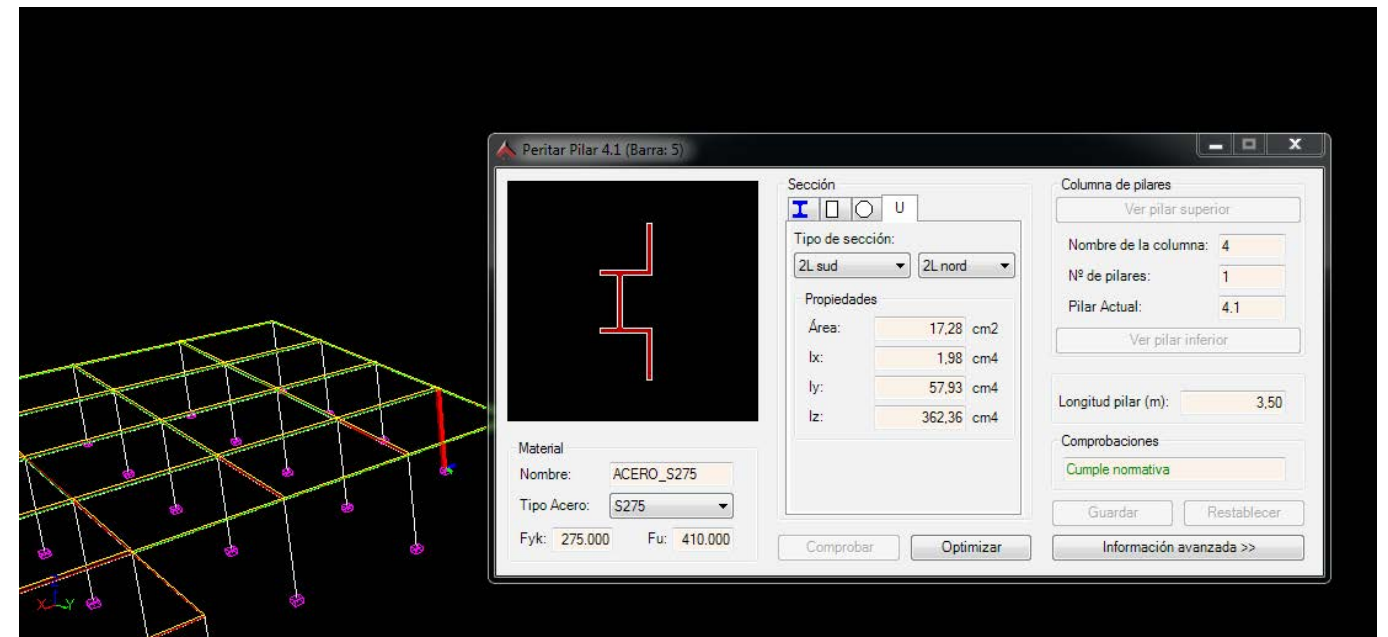 Peritar Pilar 4.1 (Barra: 5)
Sección
U
Tipo de sección:
2L sud 2L nord
Propiedades
Área: 17,28 cm2
Ix: 1,98 cm4
Iy: 57,93 cm4
Iz: 362,36 cm4
Comprobar Optimizar
Columna de pilares
Ver pilar superior
Nombre de la columna: 4
Nº de pilares: 1
Pilar Actual: 4.1
Ver pilar inferior
Longitud pilar (m): 3,50
Comprobaciones
Cumple normativa
Guardar Restablecer
Información avanzada >>
Material
Nombre: ACERO_S275
Tipo Acero: S275
Fyk: 275.000 Fu: 410.000
X Y